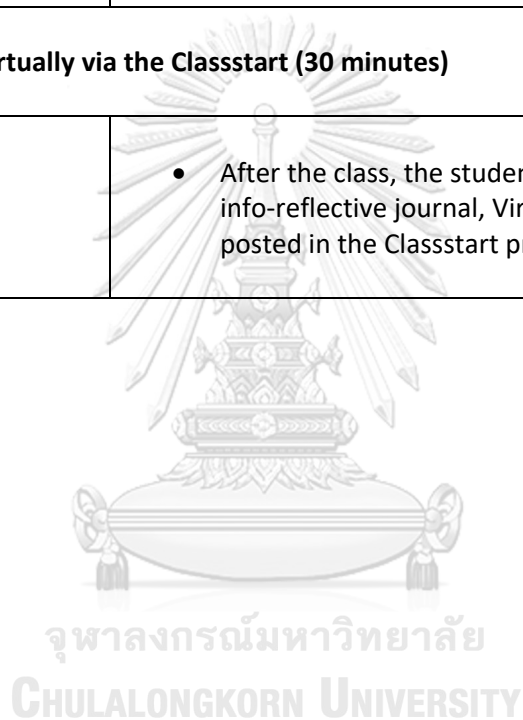 rtually via the Classstart (30 minutes)
• After the class, the studen
info-reflective journal, Vir
posted in the Classstart pr
จุฬาลงกรณ์มหาวิทยาลัย
CHULALONGKORN UNIVERSITY